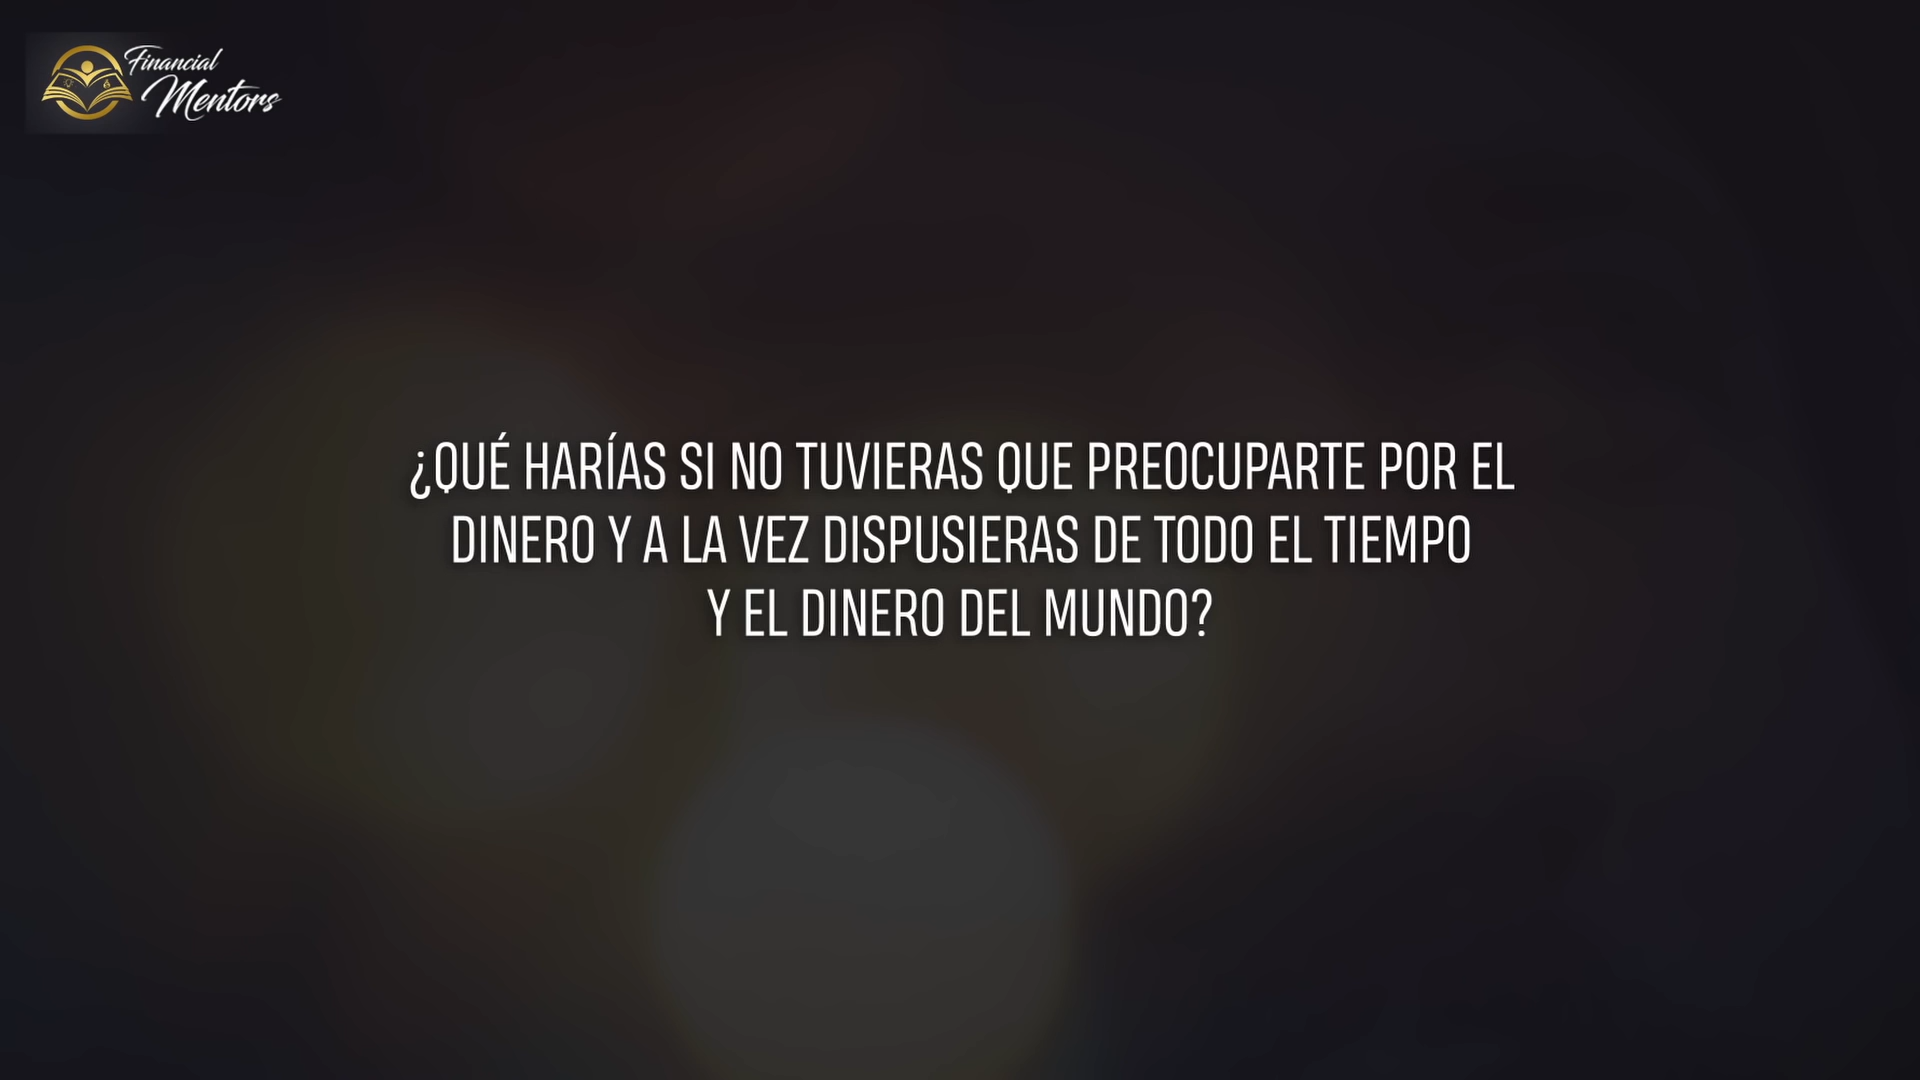 Financial
Mentors
¿QUÉ HARÍAS SI NO TUVIERAS QUE PREOCUPARTE POR EL
DINERO Y A LA VEZ DISPUSIERAS DE TODO EL TIEMPO
Y EL DINERO DEL MUNDO?